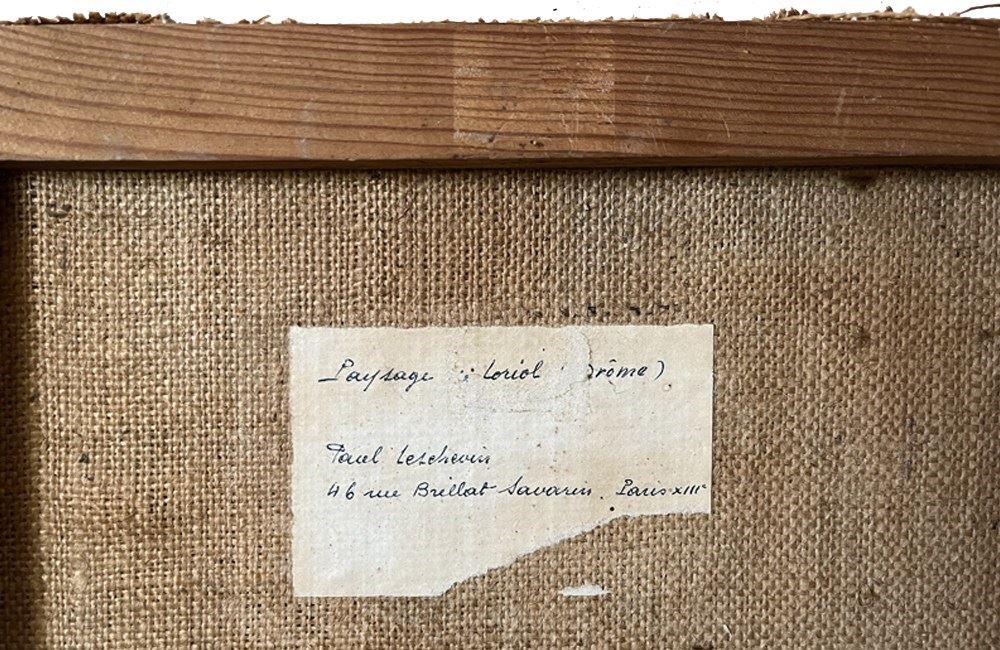 Paysage : Loriol (Drôme)
Paul Leschevin
46 rue Brillat Savarin. Paris XIIIe